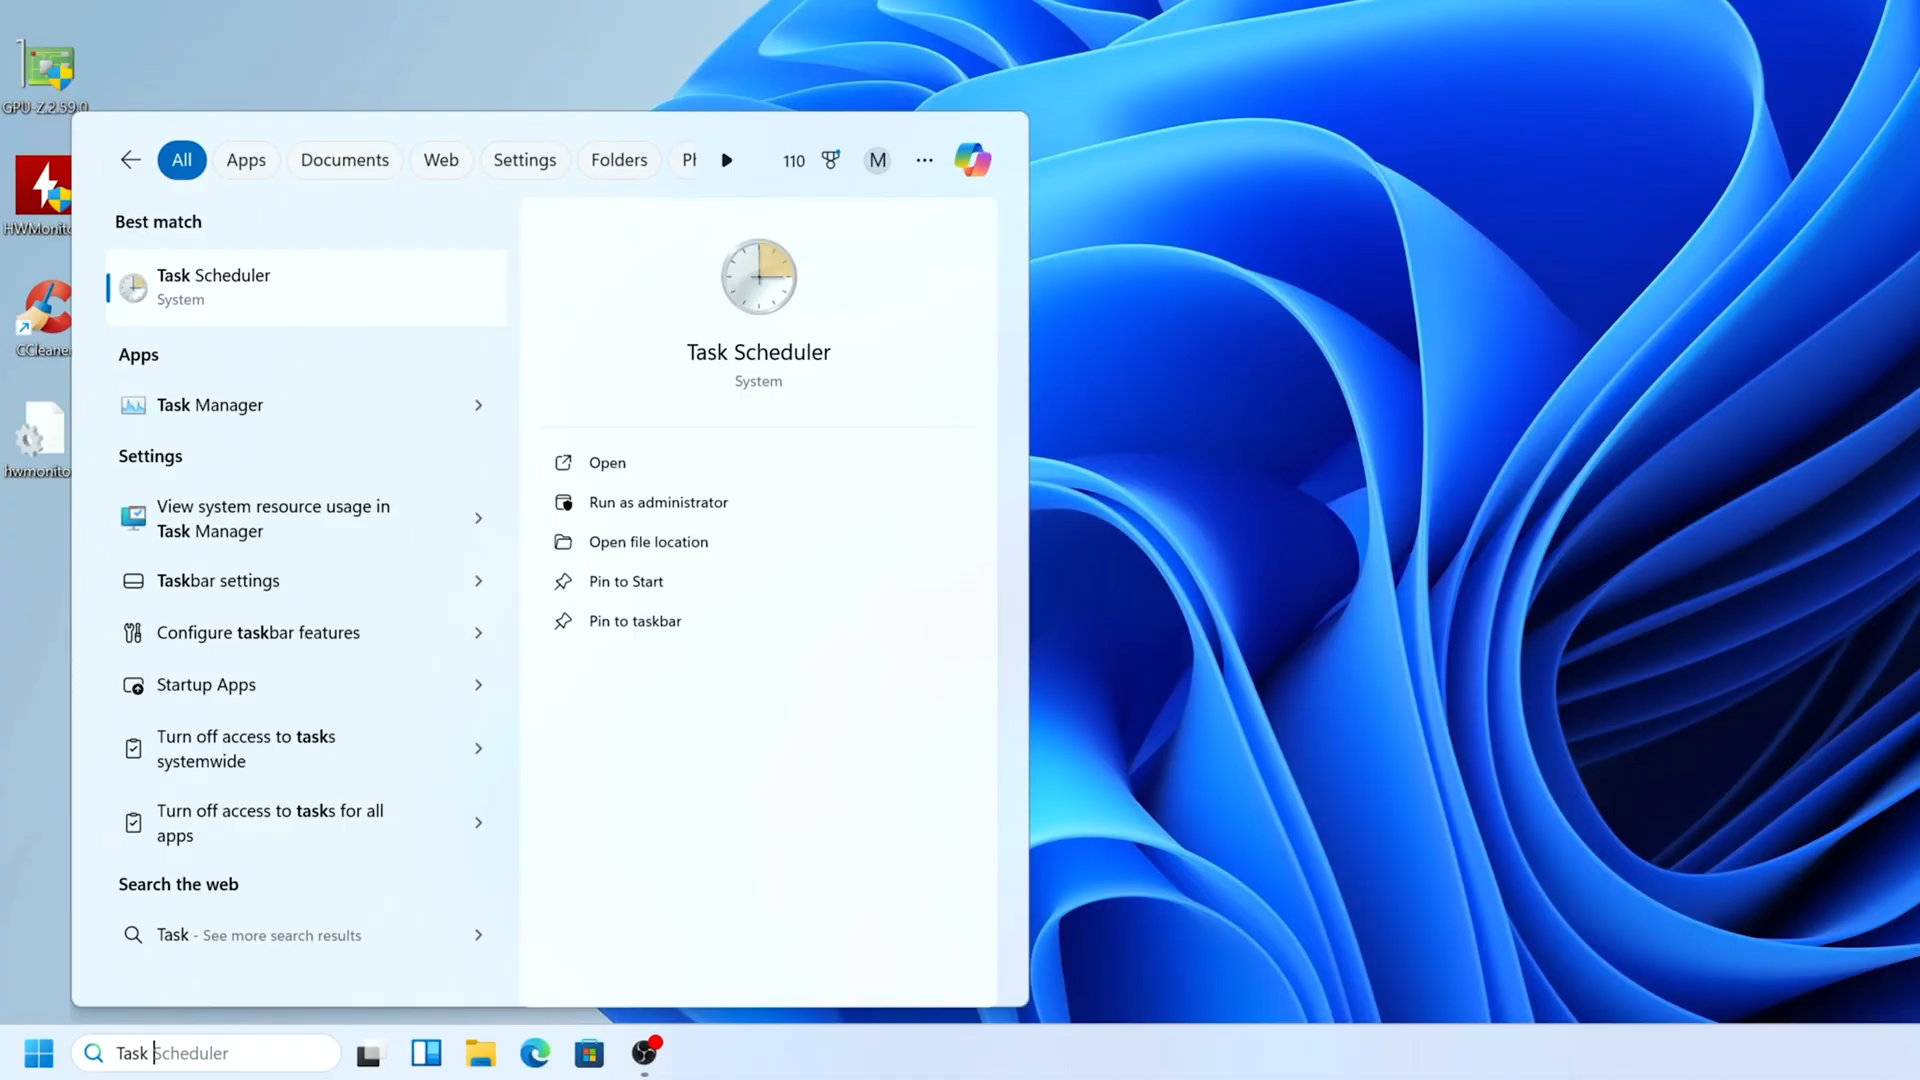 GPU-Z.2.59.0
HWMonito
CCleaner
hwmonito
All
Apps
Documents
Web
Settings
Folders
Ph
110
M
Best match
Task Scheduler
System
Apps
Task Manager
Settings
View system resource usage in
Task Manager
Taskbar settings
Configure taskbar features
Startup Apps
Turn off access to tasks
systemwide
Turn off access to tasks for all
apps
Search the web
Task - See more search results
Task Scheduler
System
Open
Run as administrator
Open file location
Pin to Start
Pin to taskbar
Task Scheduler